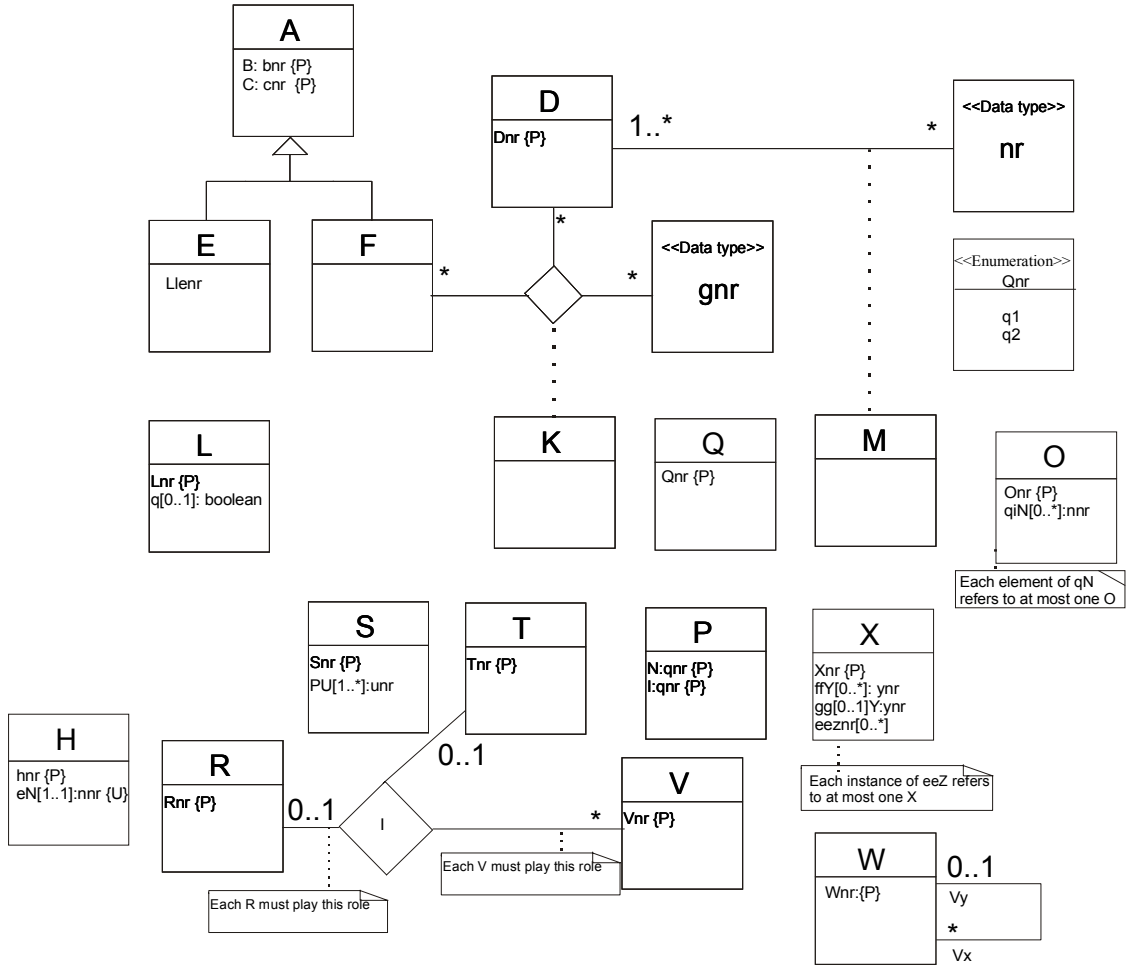 A
B: bnr {P}
C: cnr {P}
D
Dnr {P}
1..*
*
<<Data type>>
nr
E
Llenr
F
*
*
*
<<Data type>>
gnr
<<Enumeration>>
Qnr
q1
q2
L
Lnr {P}
q[0..1]: boolean
K
Q
Qnr {P}
M
O
Onr {P}
qiN[0..*]:nnr
Each element of qN
refers to at most one O
S
Snr {P}
PU[1..*]:unr
T
Tnr {P}
0..1
P
N:qnr {P}
I:qnr {P}
X
Xnr {P}
ffY[0..*]: ynr
gg[0..1]Y:ynr
eeznr[0..*]
Each instance of eeZ refers
to at most one X
H
hnr {P}
eN[1..1]:nnr {U}
R
Rnr {P}
0..1
I
*
V
Vnr {P}
Each V must play this role
Each R must play this role
W
Wnr:{P}
0..1
Vy
*
Vx